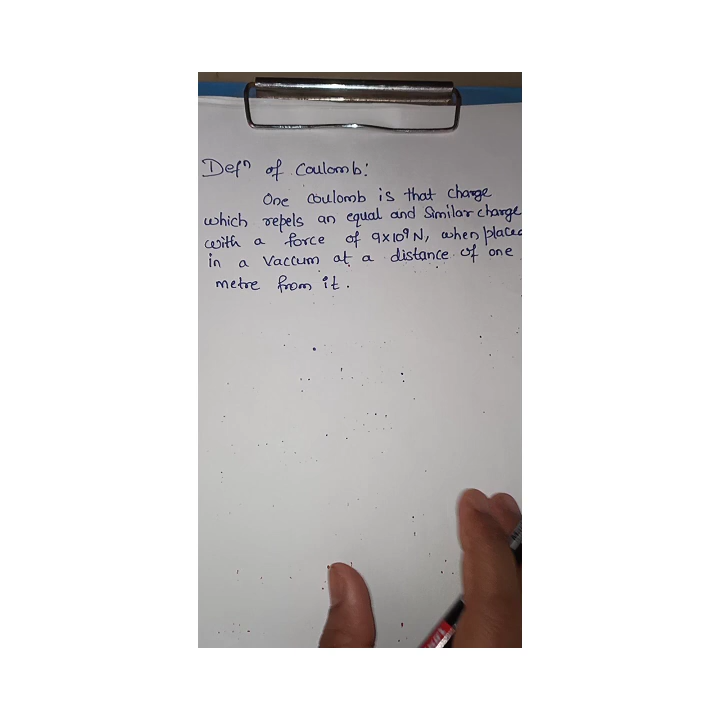 Defⁿ of Coulomb:
One Coulomb is that charge
which repels an equal and Similar charge
with a force of 9x10⁹ N, when placed
in a Vaccum at a distance of one
metre from it.